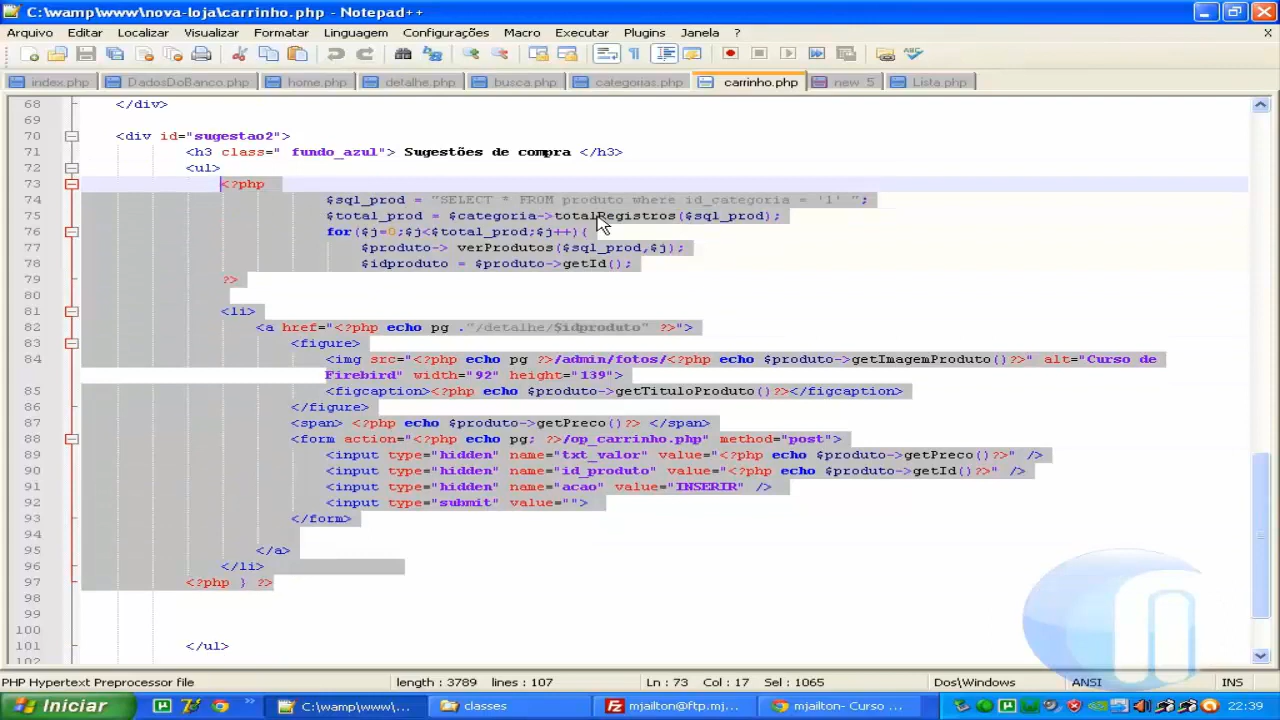 C:\wamp\www\nova-loja\carrinho.php - Notepad++
Arquivo Editar Localizar Visualizar Formatar Linguagem Configurações Macro Executar Plugins Janela X
index.php DadosDoBanco.php home.php detalhe.php busca.php categorias.php carrinho.php new 5 Lista.php
68 </div>
69
70 <div id="sugestao2">
71 <h3 class=" fundo_azul"> Sugestões de compra </h3>
72 <ul>
73 <?php
74 $sql_prod = "SELECT * FROM produto where id_categoria = '1' ";
75 $total_prod = $categoria->totalRegistros($sql_prod);
76 for($j=0;$j<$total_prod;$j++){
77 $produto-> verProdutos($sql_prod,$j);
78 $idproduto = $produto->getId();
79 ?>
80
81 <li>
82 <a href="<?php echo pg ."/detalhe/$idproduto" ?>">
83 <figure>
84 <img src="<?php echo pg ?>/admin/fotos/<?php echo $produto->getImagemProduto()?>" alt="Curso de
Firebird" width="92" height="139">
85 <figcaption><?php echo $produto->getTituloProduto()?></figcaption>
86 </figure>
87 <span> <?php echo $produto->getPreco()?> </span>
88 <form action="<?php echo pg; ?>/op_carrinho.php" method="post">
89 <input type="hidden" name="txt_valor" value="<?php echo $produto->getPreco()?>" />
90 <input type="hidden" name="id_produto" value="<?php echo $produto->getId()?>" />
91 <input type="hidden" name="acao" value="INSERIR" />
92 <input type="submit" value="">
93 </form>
94
95 </a>
96 </li>
97 <?php } ?>
98
99
100
101 </ul>
102
PHP Hypertext Preprocessor file length : 3789 lines : 107 Ln : 73 Col : 17 Sel : 1065 Dos\Windows ANSI INS
Iniciar C:\wamp\www\... classes mjailton@ftp.mj... mjailton- Curso ... 22:39